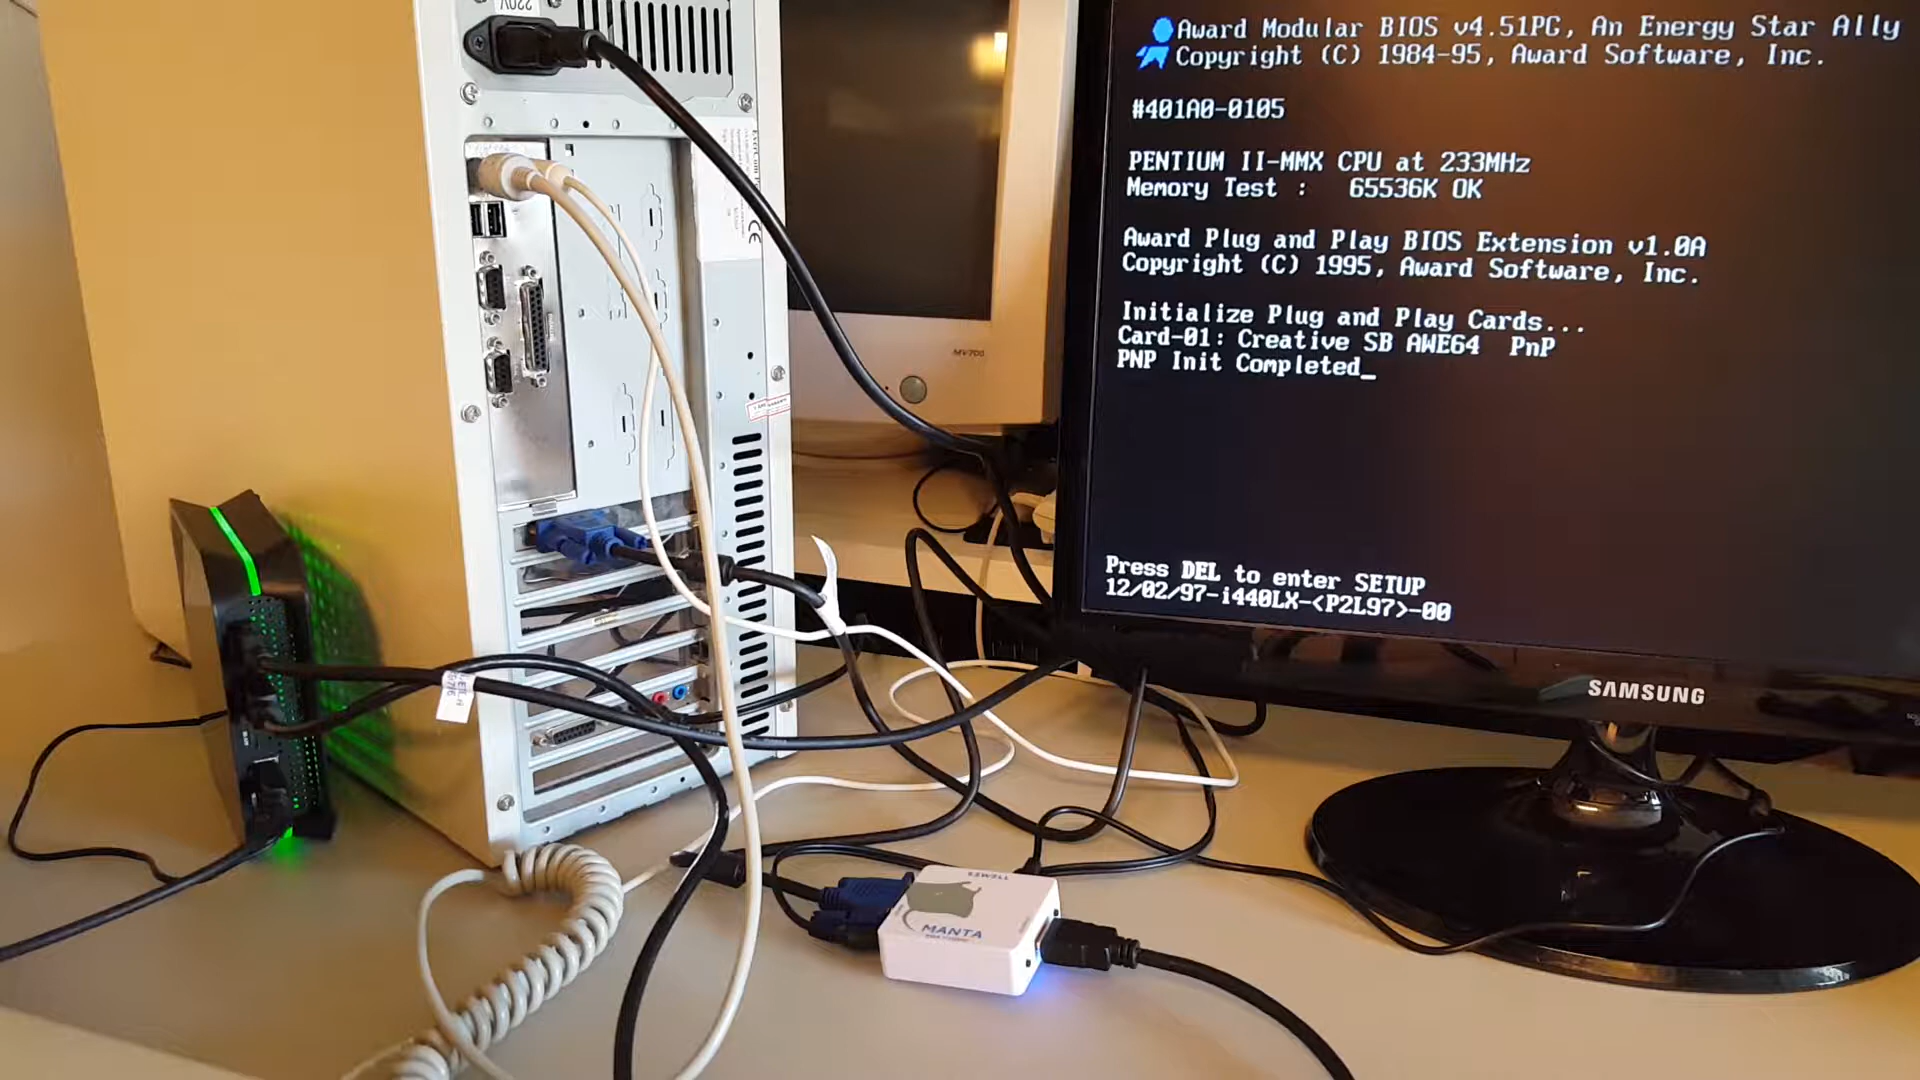 220V
Award Modular BIOS v4.51PG, An Energy Star Ally
Copyright (C) 1984-95, Award Software, Inc.
#401A0-0105
PENTIUM II-MMX CPU at 233MHz
Memory Test :   65536K OK
Award Plug and Play BIOS Extension v1.0A
Copyright (C) 1995, Award Software, Inc.
Initialize Plug and Play Cards...
Card-01: Creative SB AWE64  PnP
PNP Init Completed_
Press DEL to enter SETUP
12/02/97-i440LX-<P2L97>-00
SAMSUNG
CE
MV700
MANTA